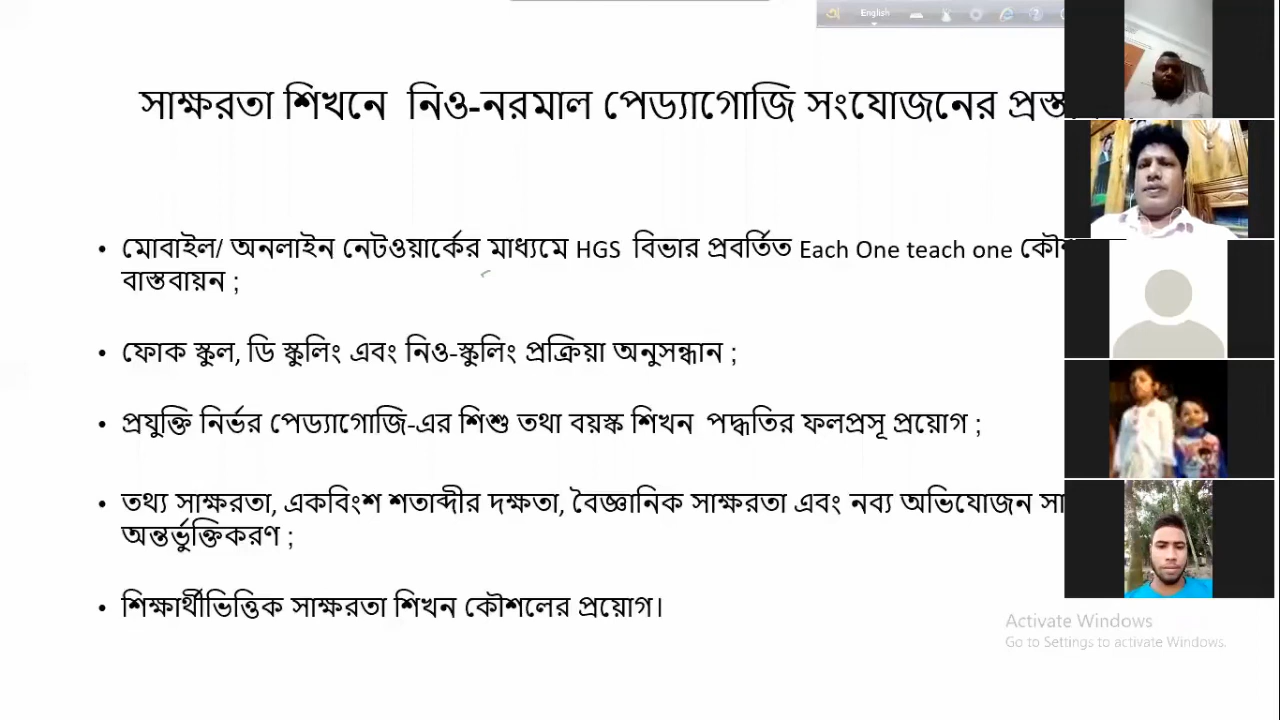 English
সাক্ষরতা শিখনে নিও-নরমাল পেড্যাগোজি সংযোজনের
• মোবাইল/ অনলাইন নেটওয়ার্কের মাধ্যমে HGS বিভার প্রবর্তিত Each One teach one
বাস্তবায়ন ;
• ফোক স্কুল, ডি স্কুলিং এবং নিও-স্কুলিং প্রক্রিয়া অনুসন্ধান ;
• প্রযুক্তি নির্ভর পেড্যাগোজি-এর শিশু তথা বয়স্ক শিখন পদ্ধতির ফলপ্রসূ প্রয়োগ ;
• তথ্য সাক্ষরতা, একবিংশ শতাব্দীর দক্ষতা, বৈজ্ঞানিক সাক্ষরতা এবং নব্য অভিযোজন
অন্তর্ভুক্তিকরণ ;
• শিক্ষার্থীভিত্তিক সাক্ষরতা শিখন কৌশলের প্রয়োগ।
Activate Windows
Go to Settings to activate Windows.